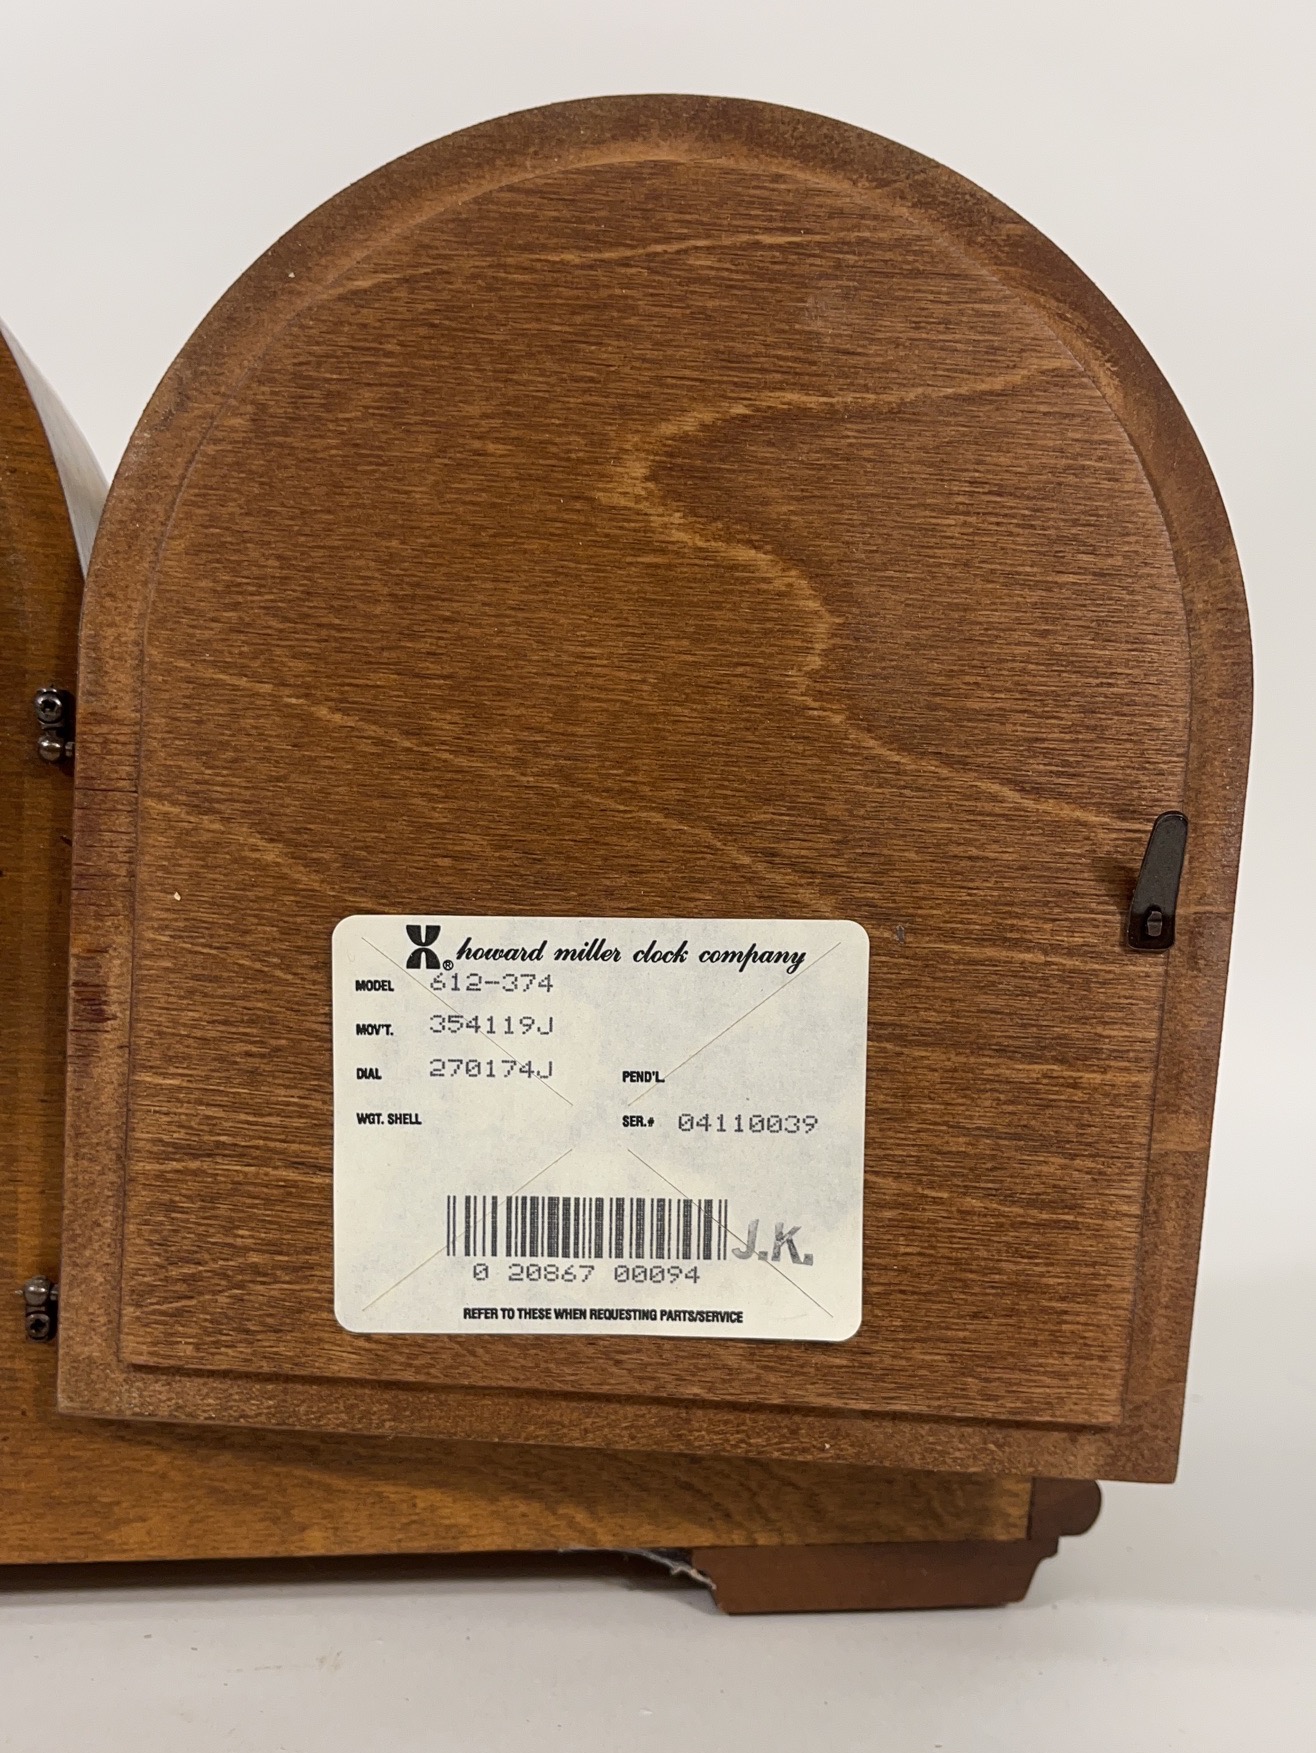 ® howard miller clock company
MODEL 612-374
MOV'T. 354119J
DIAL 270174J PEND'L.
WGT. SHELL SER.# 04110039
J.K.
0 20867 00094
REFER TO THESE WHEN REQUESTING PARTS/SERVICE